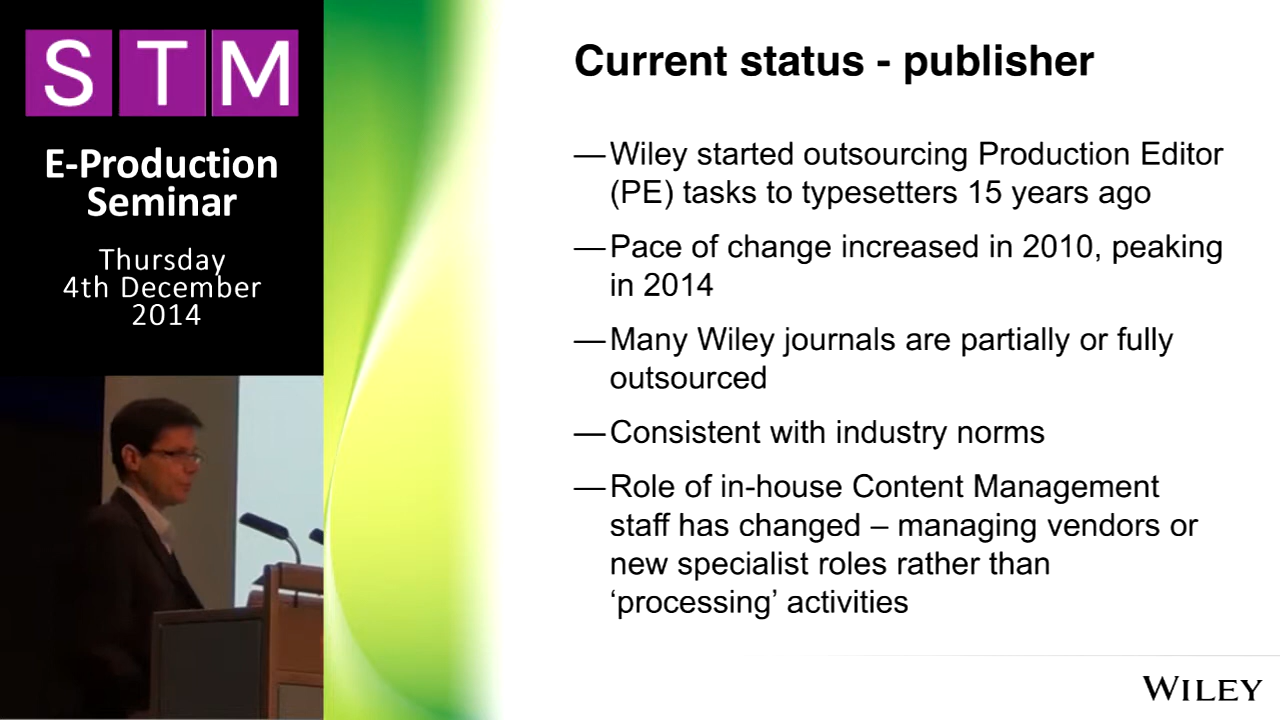 STM
E-Production
Seminar
Thursday
4th December
2014
Current status - publisher
—Wiley started outsourcing Production Editor
(PE) tasks to typesetters 15 years ago
—Pace of change increased in 2010, peaking
in 2014
—Many Wiley journals are partially or fully
outsourced
—Consistent with industry norms
—Role of in-house Content Management
staff has changed – managing vendors or
new specialist roles rather than
‘processing’ activities
WILEY